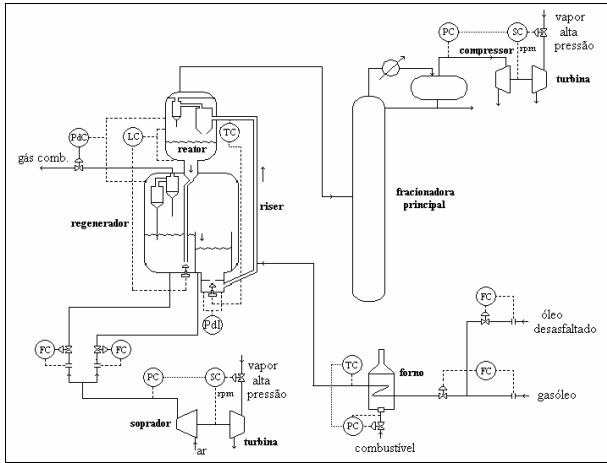 PC
SC
rpm
vapor
alta
pressão
compressor
turbina
PdC
LC
TC
reator
gás comb.
riser
regenerador
fracionadora
principal
PdI
FC
FC
FC
óleo
desasfaltado
FC
gasóleo
TC
forno
PC
combustível
PC
SC
rpm
vapor
alta
pressão
soprador
turbina
ar